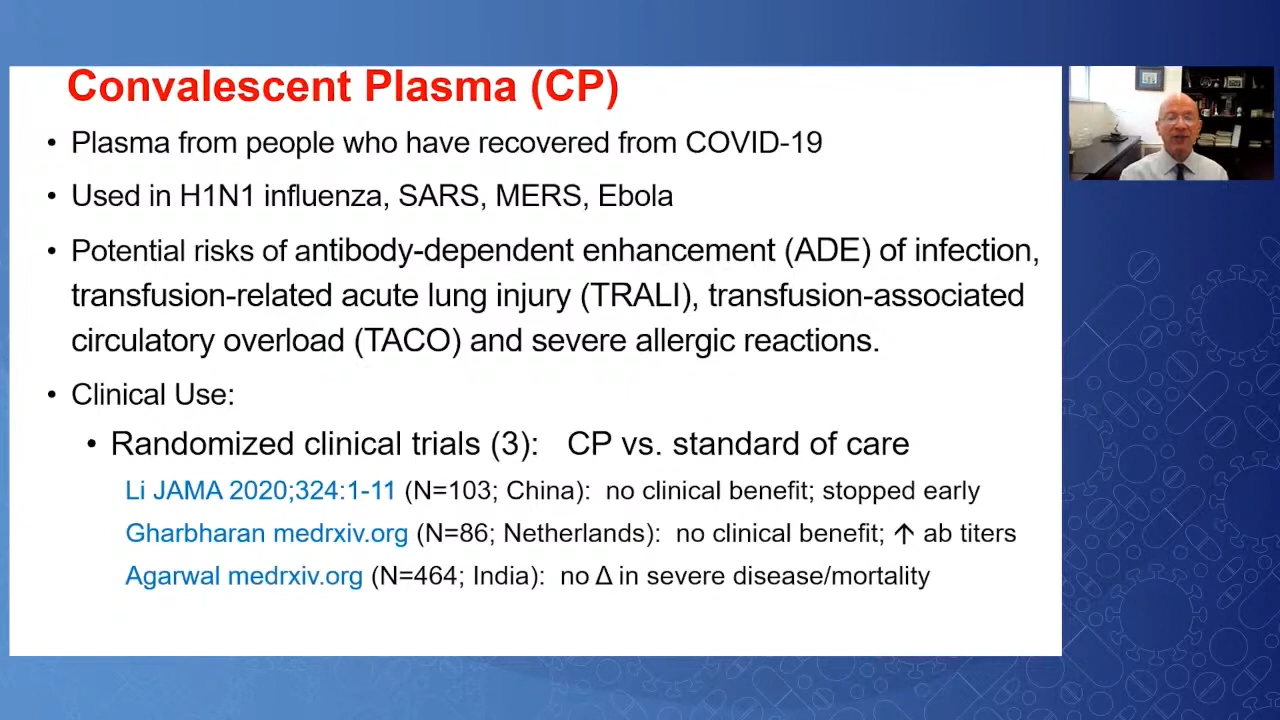 Convalescent Plasma (CP)
• Plasma from people who have recovered from COVID-19
• Used in H1N1 influenza, SARS, MERS, Ebola
• Potential risks of antibody-dependent enhancement (ADE) of infection,
transfusion-related acute lung injury (TRALI), transfusion-associated
circulatory overload (TACO) and severe allergic reactions.
• Clinical Use:
• Randomized clinical trials (3): CP vs. standard of care
Li JAMA 2020;324:1-11 (N=103; China): no clinical benefit; stopped early
Gharbharan medrxiv.org (N=86; Netherlands): no clinical benefit; ↑ ab titers
Agarwal medrxiv.org (N=464; India): no Δ in severe disease/mortality